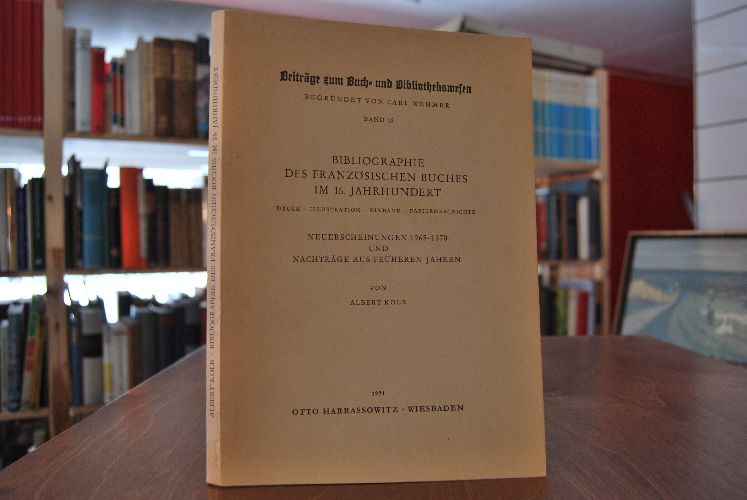 Beiträge zum Buch- und Bibliothekswesen
BEGRÜNDET VON CARL WEHMER
BAND 16
BIBLIOGRAPHIE
DES FRANZÖSISCHEN BUCHES
IM 16. JAHRHUNDERT
DRUCK - ILLUSTRATION - EINBAND - PAPIERGESCHICHTE
NEUERSCHEINUNGEN 1965-1970
UND
NACHTRÄGE AUS FRÜHEREN JAHREN
VON
ALBERT KOLB
OTTO HARRASSOWITZ · WIESBADEN
ALBERT KOLB · BIBLIOGRAPHIE DES FRANZÖSISCHEN BUCHES IM 16. JAHRHUNDERT